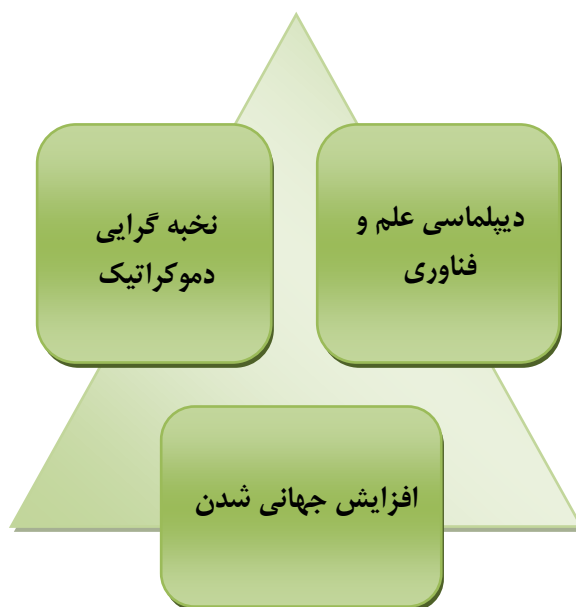 دیپلماسی علم و
فناوری
نخبه گرایی
دموکراتیک
افزایش جهانی شدن